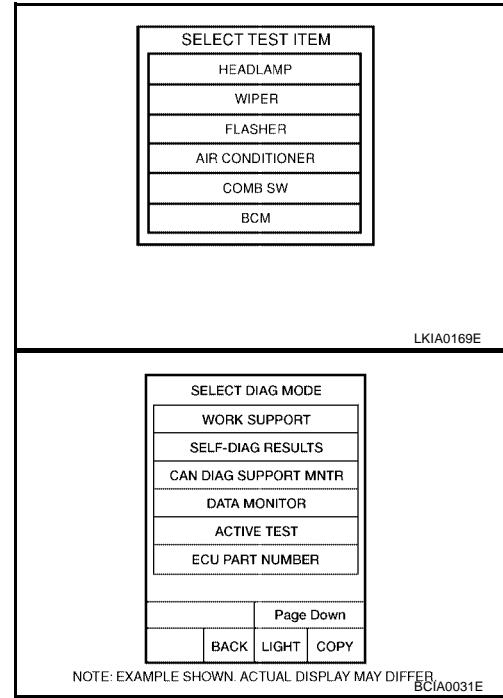 SELECT TEST ITEM
HEADLAMP
WIPER
FLASHER
AIR CONDITIONER
COMB SW
BCM
LKIA0169E
SELECT DIAG MODE
WORK SUPPORT
SELF-DIAG RESULTS
CAN DIAG SUPPORT MNTR
DATA MONITOR
ACTIVE TEST
ECU PART NUMBER
Page Down
BACK LIGHT COPY
NOTE: EXAMPLE SHOWN. ACTUAL DISPLAY MAY DIFFER.
BCIA0031E